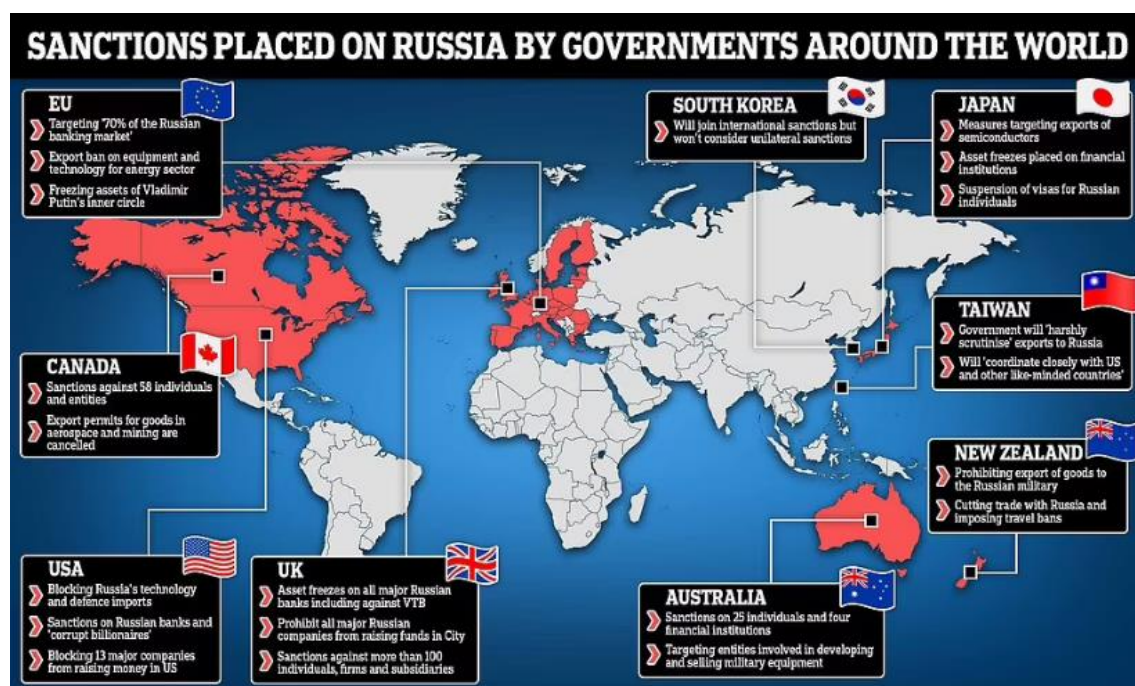 SANCTIONS PLACED ON RUSSIA BY GOVERNMENTS AROUND THE WORLD
EU
Targeting '70% of the Russian
banking market'
Export ban on equipment and
technology for energy sector
Freezing assets of Vladimir
Putin's inner circle
SOUTH KOREA
Will join international sanctions but
won't consider unilateral sanctions
JAPAN
Measures targeting exports of
semiconductors
Asset freezes placed on financial
institutions
Suspension of visas for Russian
individuals
TAIWAN
Government will 'harshly
scrutinise' exports to Russia
Will 'coordinate closely with US
and other like-minded countries'
CANADA
Sanctions against 58 individuals
and entities
Export permits for goods in
aerospace and mining are
cancelled
NEW ZEALAND
Prohibiting export of goods to
the Russian military
Cutting trade with Russia and
imposing travel bans
USA
Blocking Russia's technology
and defence imports
Sanctions on Russian banks and
'corrupt billionaires'
Blocking 13 major companies
from raising money in US
UK
Asset freezes on all major Russian
banks including against VTB
Prohibit all major Russian
companies from raising funds in City
Sanctions against more than 100
individuals, firms and subsidiaries
AUSTRALIA
Sanctions on 25 individuals and four
financial institutions
Targeting entities involved in developing
and selling military equipment